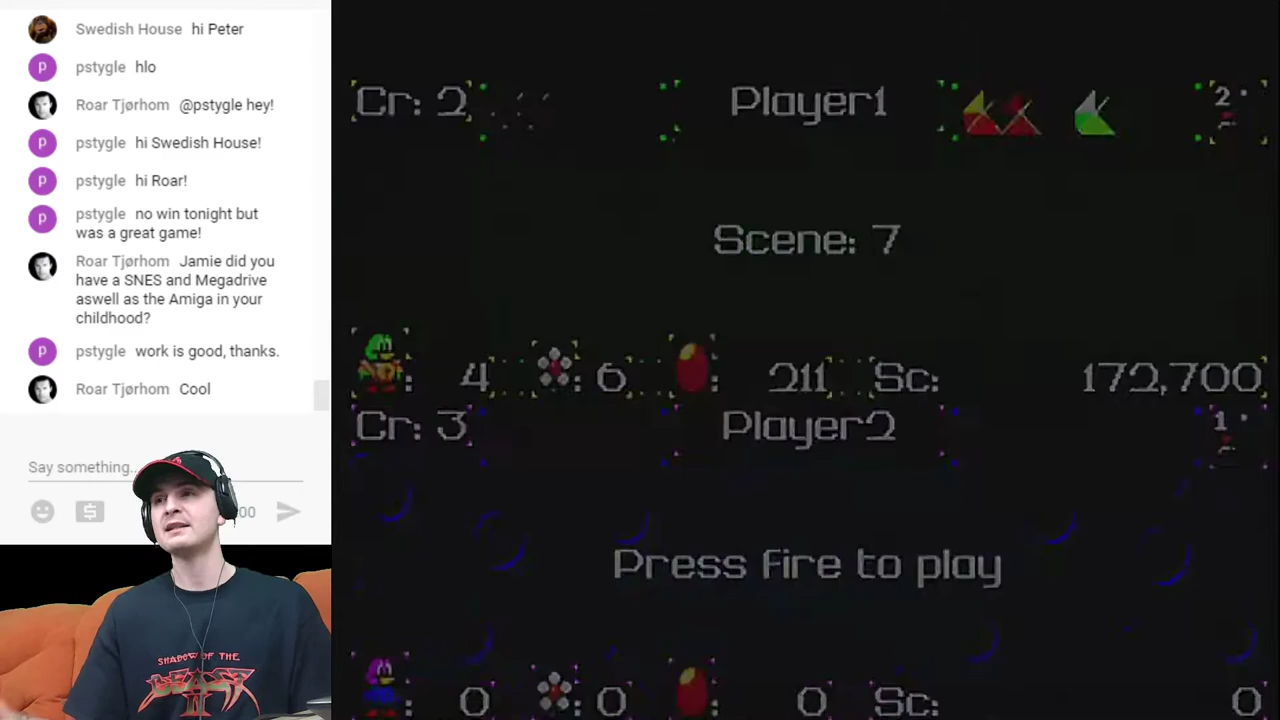 Swedish House hi Peter
P pstygle hlo
Roar Tjørhom @pstygle hey!
P pstygle hi Swedish House!
P pstygle hi Roar!
P pstygle no win tonight but
was a great game!
Roar Tjørhom Jamie did you
have a SNES and Megadrive
aswell as the Amiga in your
childhood?
P pstygle work is good, thanks.
Roar Tjørhom Cool
Say something...
00
SHADOW OF THE
BEAST
II
Cr: 2 Player1 2
Scene: 7
: 4 : 6 : 211 Sc: 172,700
Cr: 3 Player2 1
Press fire to play
: 0 : 0 : 0 Sc: 0